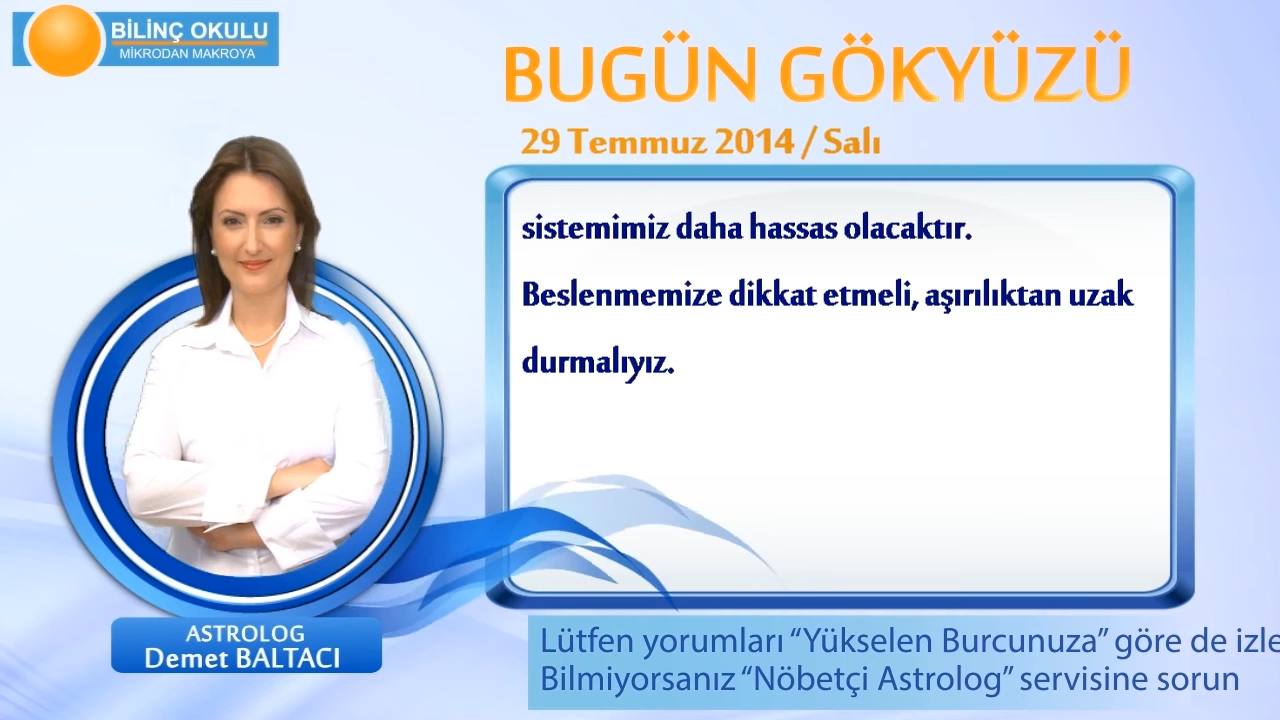 BİLİNÇ OKULU
MİKRODAN MAKROYA
BUGÜN GÖKYÜZÜ
29 Temmuz 2014 / Salı
sistemimiz daha hassas olacaktır.
Beslenmemize dikkat etmeli, aşırılıktan uzak
durmalıyız.
ASTROLOG
Demet BALTACI
Lütfen yorumları “Yükselen Burcunuza” göre de izle
Bilmiyorsanız “Nöbetçi Astrolog” servisine sorun